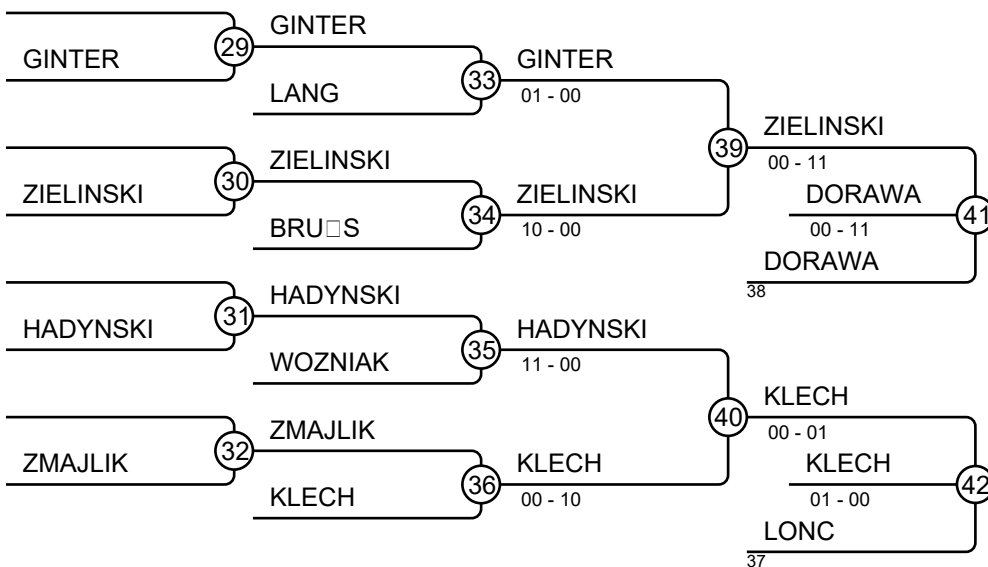 GINTER
29
GINTER
LANG
33
GINTER
01 - 00
ZIELINSKI
30
ZIELINSKI
BRU□S
34
ZIELINSKI
10 - 00
39
ZIELINSKI
00 - 11
DORAWA
00 - 11
41
DORAWA
38
HADYNSKI
31
HADYNSKI
WOZNIAK
35
HADYNSKI
11 - 00
ZMAJLIK
32
ZMAJLIK
KLECH
36
KLECH
00 - 10
40
KLECH
00 - 01
KLECH
01 - 00
42
LONC
37